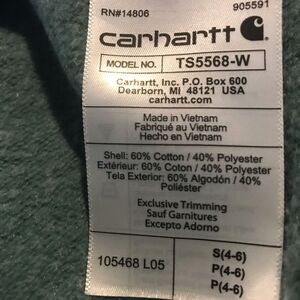 RN#14806 905591
carhartt
MODEL NO. TS5568-W
Carhartt, Inc. P.O. Box 600
Dearborn, MI 48121 USA
carhartt.com
Made in Vietnam
Fabriqué au Vietnam
Hecho en Vietnam
Shell: 60% Cotton / 40% Polyester
Extérieur: 60% Coton / 40% Polyester
Tela Exterior: 60% Algodón / 40%
Poliéster
Exclusive Trimming
Sauf Garnitures
Excepto Adorno
105468 L05
S(4-6)
P(4-6)
P(4-6)